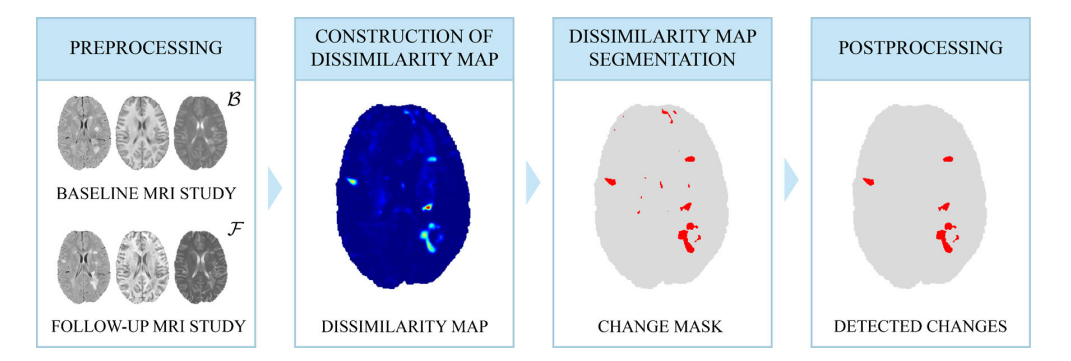 PREPROCESSING
ℬ
BASELINE MRI STUDY
ℱ
FOLLOW-UP MRI STUDY
CONSTRUCTION OF
DISSIMILARITY MAP
DISSIMILARITY MAP
DISSIMILARITY MAP
SEGMENTATION
CHANGE MASK
POSTPROCESSING
DETECTED CHANGES